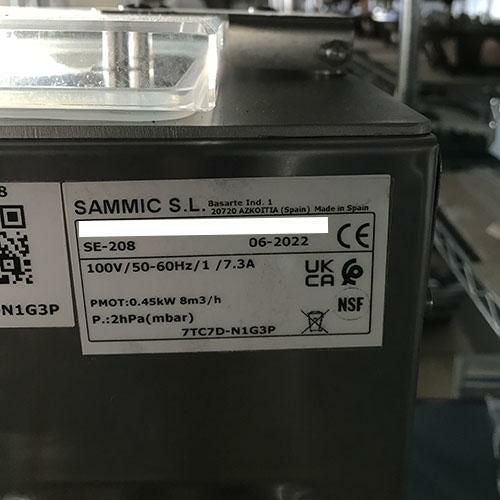 8
-N1G3P
SAMMIC S.L. Basarte Ind. 1
20720 AZKOITIA (Spain) Made in Spain
SE-208 06-2022 CE
100V/50-60Hz/1 /7.3A
UK
CA
PMOT:0.45kW 8m3/h
NSF
P.:2hPa(mbar)
7TC7D-N1G3P